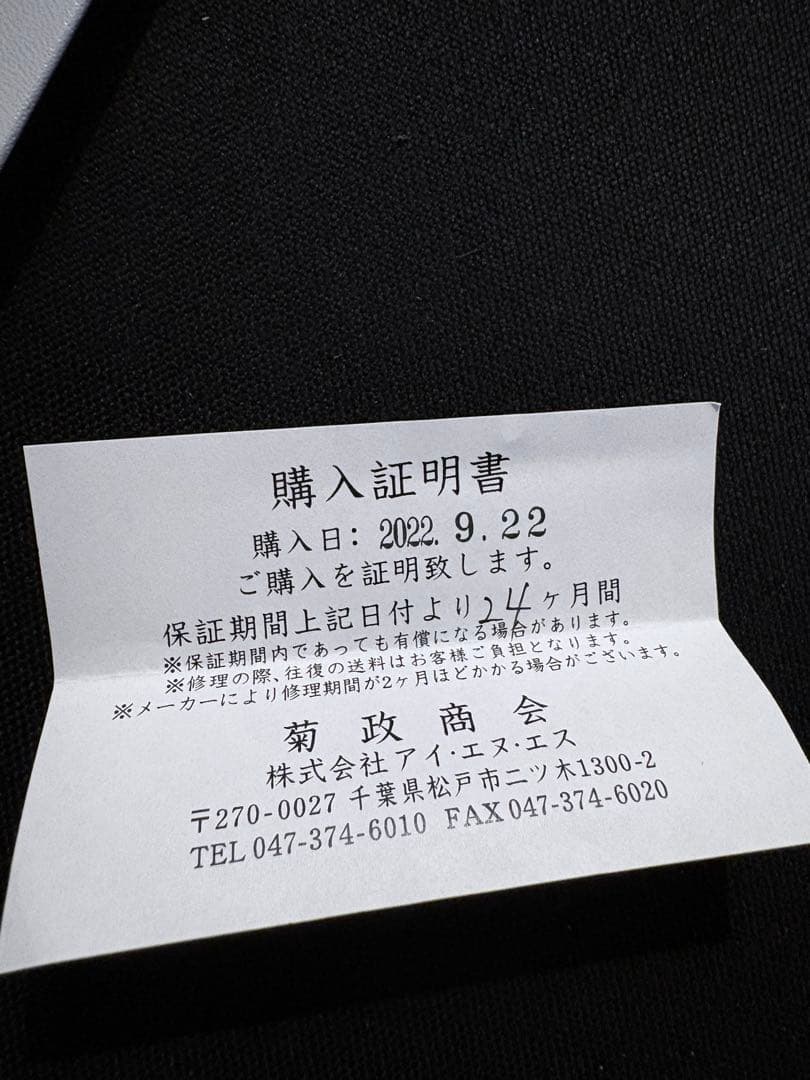 購入証明書
購入日：2022.9.22
ご購入を証明致します。
保証期間上記日付より24ヶ月間
※保証期間内であっても有償になる場合があります。
※修理の際、往復の送料はお客様ご負担となります。
※メーカーにより修理期間が2ヶ月ほどかかる場合がございます。
菊政商会
株式会社アイ・エヌ・エス
〒270-0027 千葉県松戸市二ツ木1300-2
TEL 047-374-6010 FAX 047-374-6020